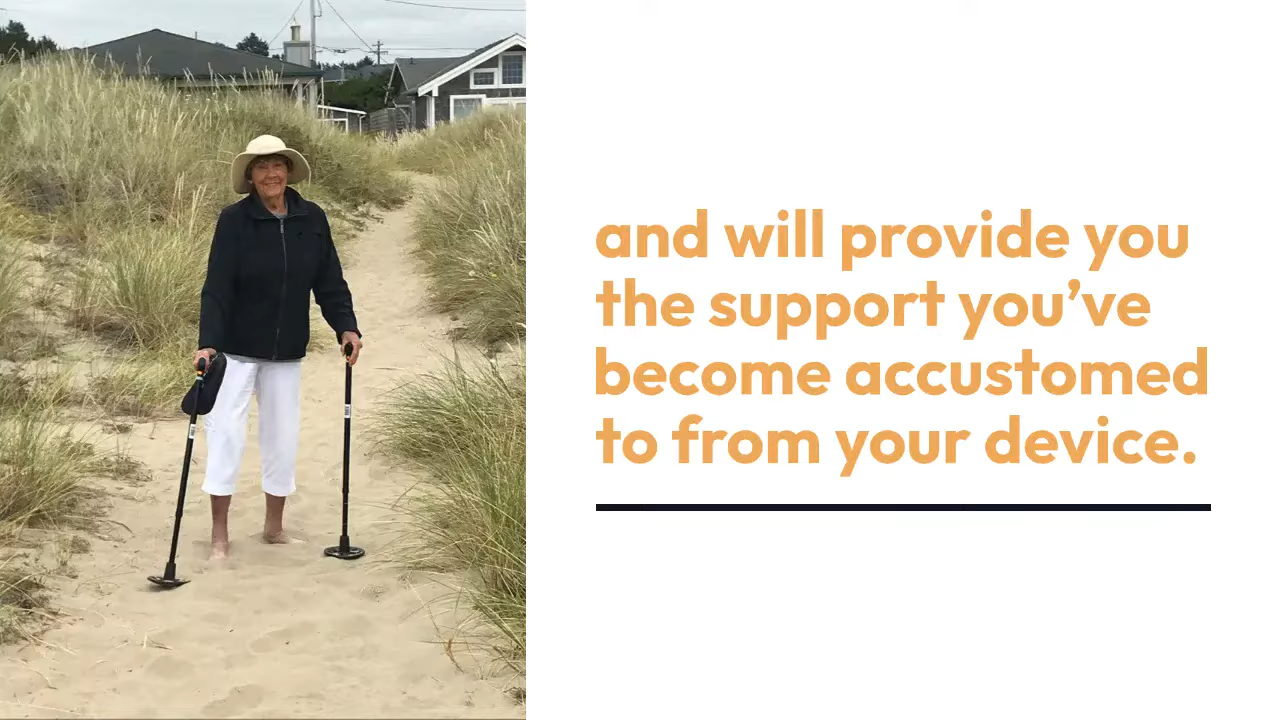 and will provide you
the support you’ve
become accustomed
to from your device.